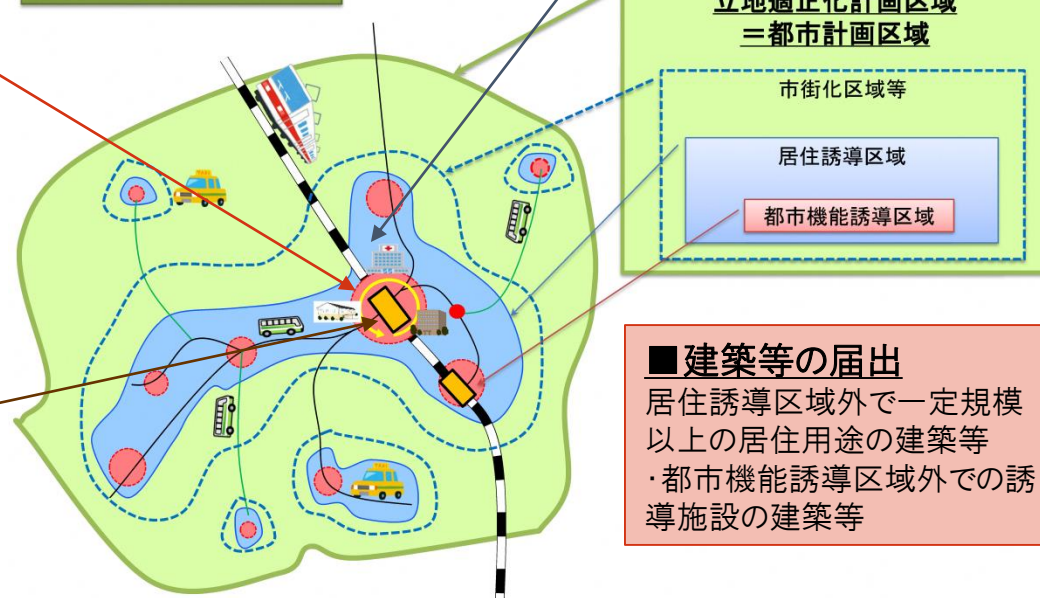 立地適正化計画区域
＝都市計画区域
市街化区域等
居住誘導区域
都市機能誘導区域
■建築等の届出
居住誘導区域外で一定規模
以上の居住用途の建築等
・都市機能誘導区域外での誘
導施設の建築等